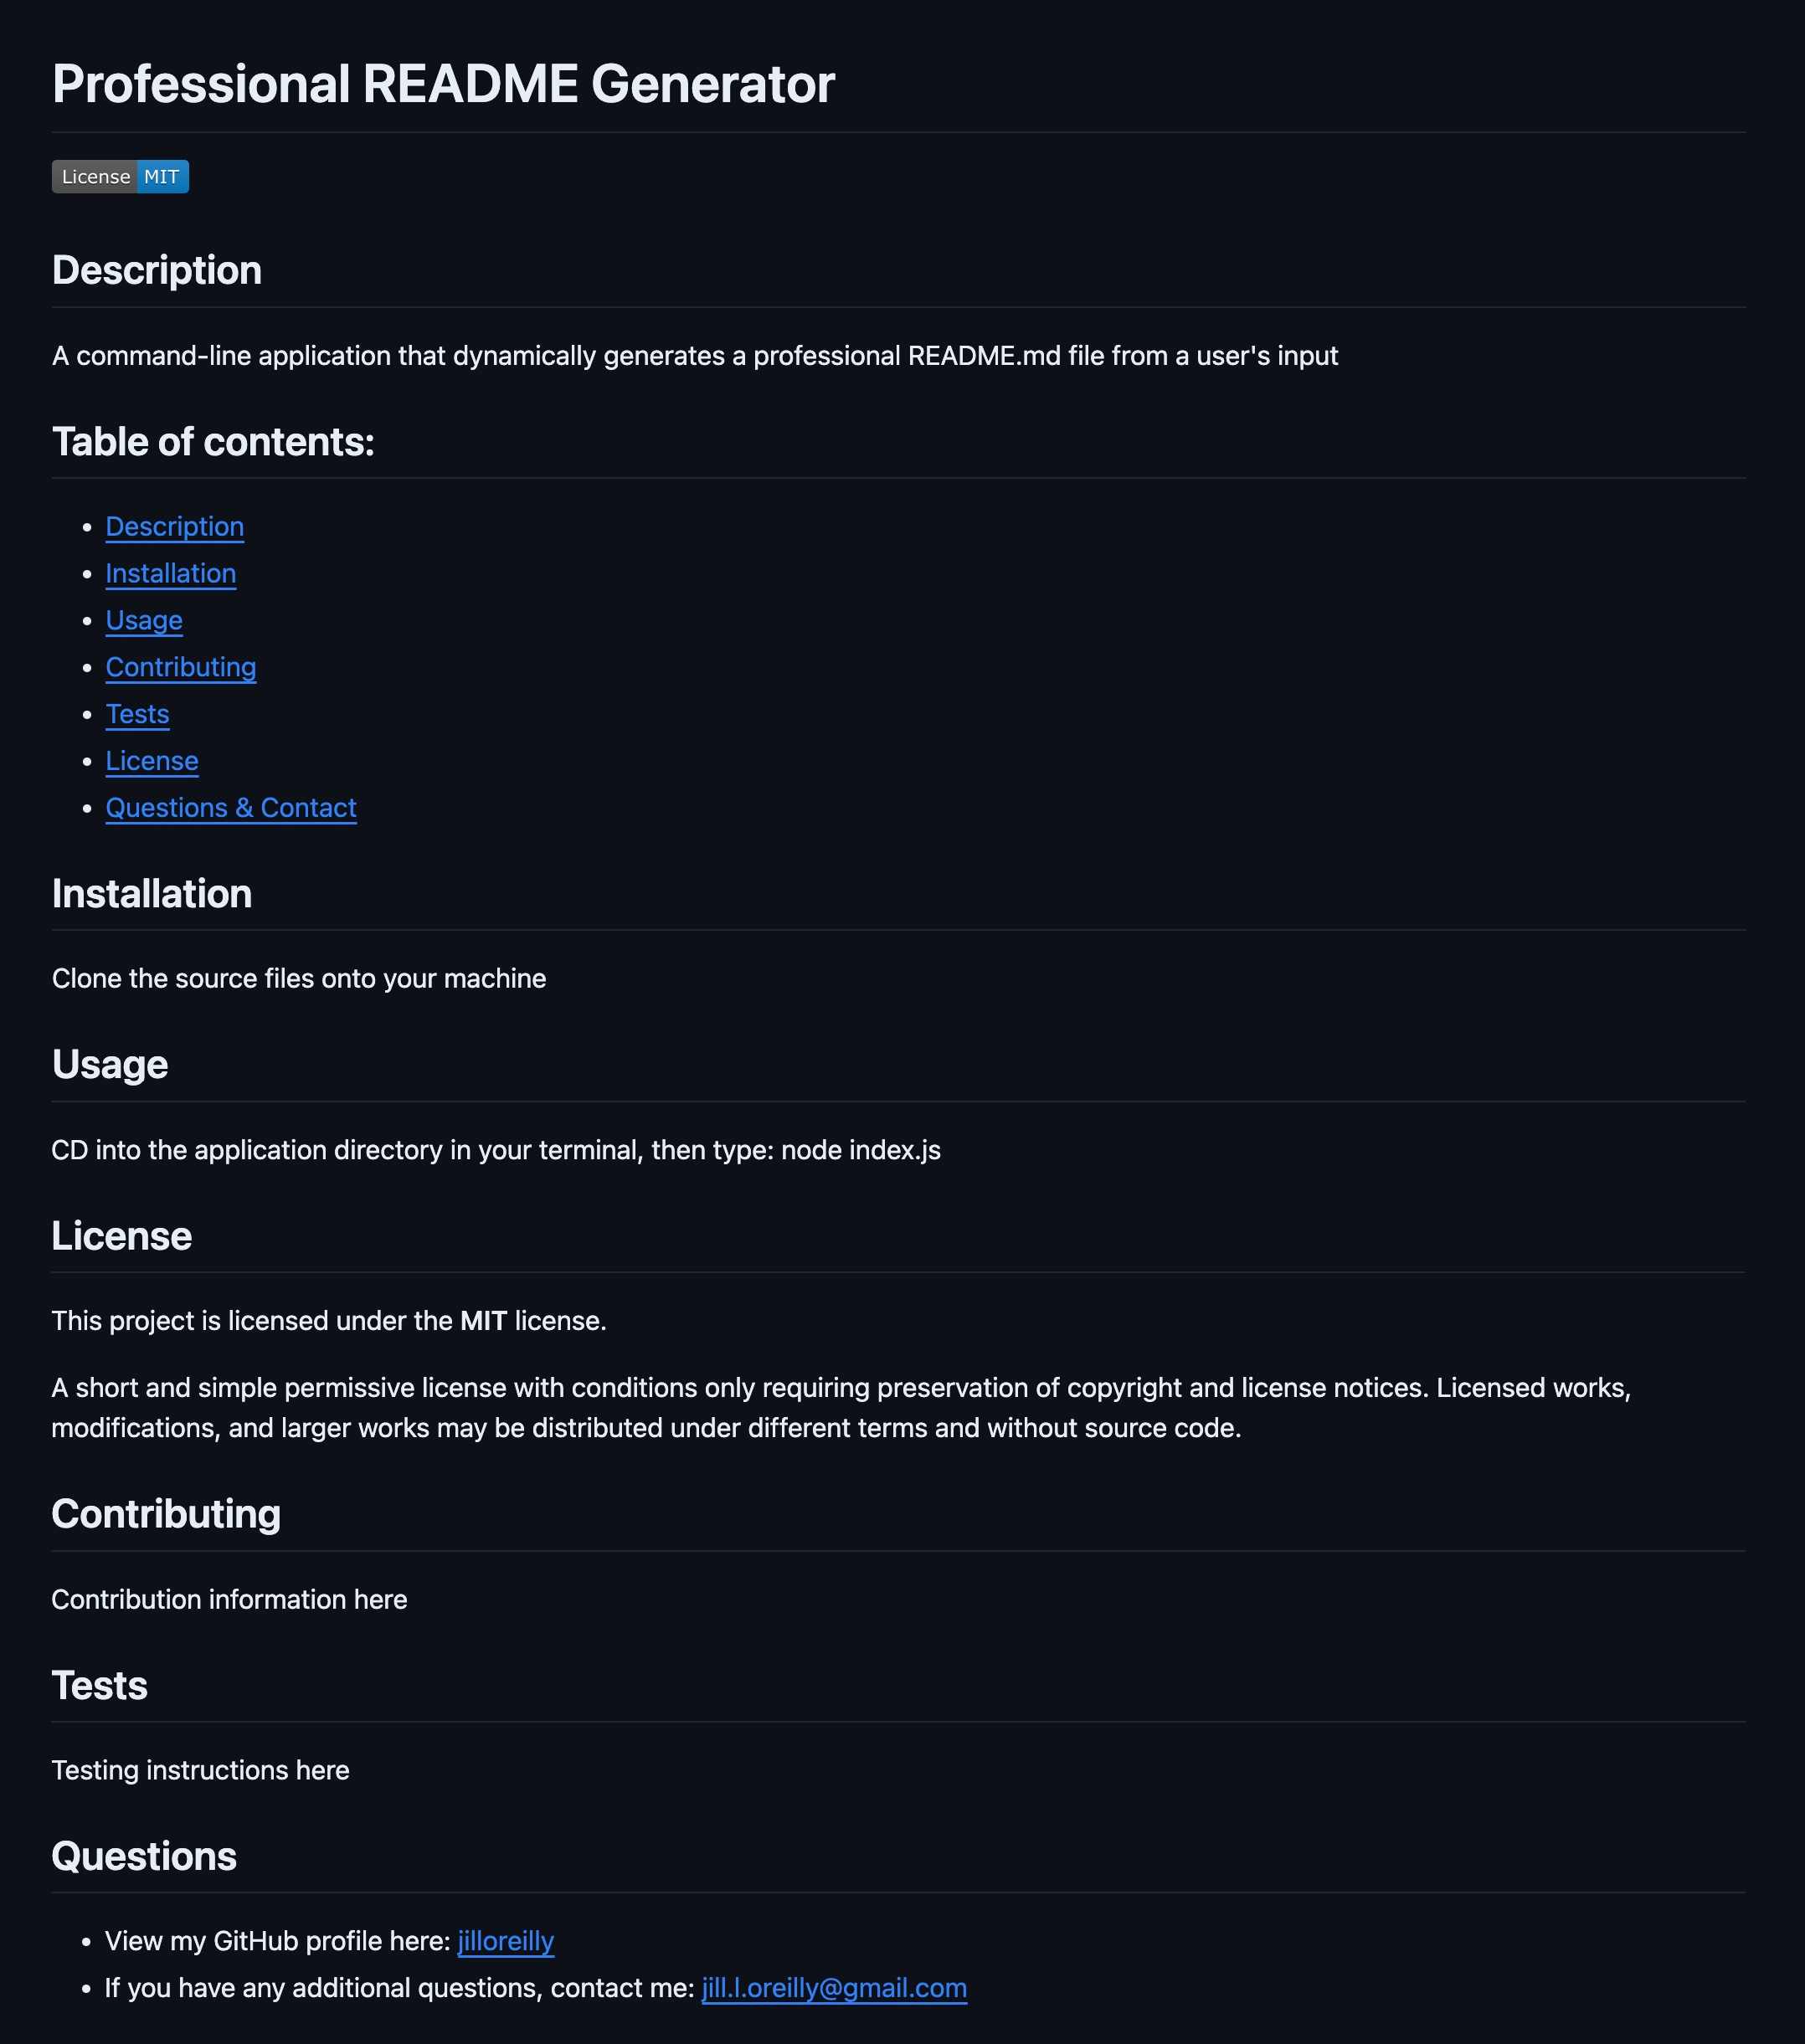 Professional README Generator
License MIT
Description
A command-line application that dynamically generates a professional README.md file from a user's input
Table of contents:
• Description
• Installation
• Usage
• Contributing
• Tests
• License
• Questions & Contact
Installation
Clone the source files onto your machine
Usage
CD into the application directory in your terminal, then type: node index.js
License
This project is licensed under the MIT license.
A short and simple permissive license with conditions only requiring preservation of copyright and license notices. Licensed works,
modifications, and larger works may be distributed under different terms and without source code.
Contributing
Contribution information here
Tests
Testing instructions here
Questions
• View my GitHub profile here: jilloreilly
• If you have any additional questions, contact me: jill.l.oreilly@gmail.com